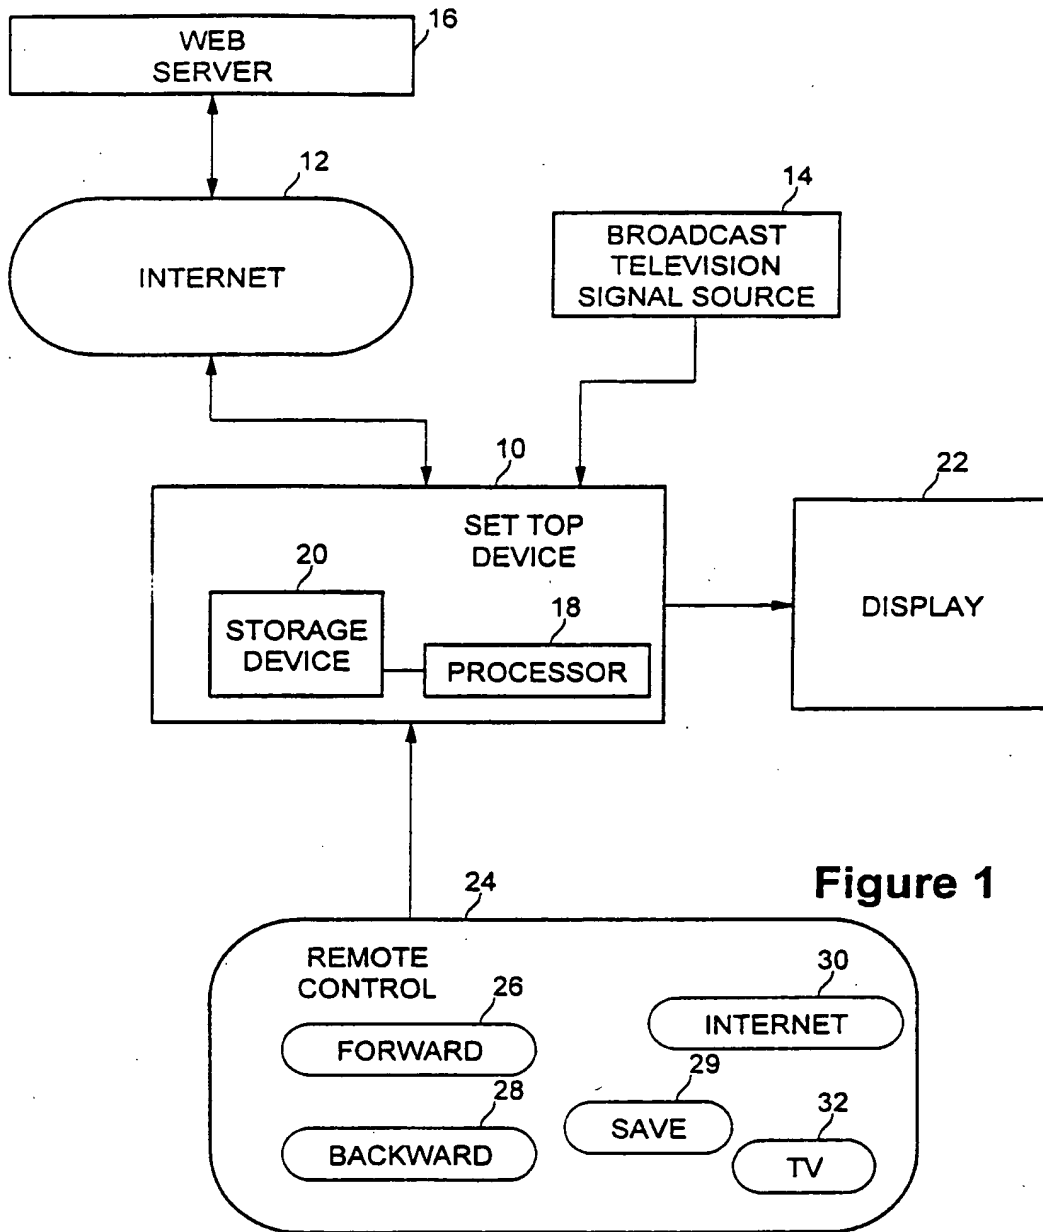 16
WEB
SERVER
12
INTERNET
14
BROADCAST
TELEVISION
SIGNAL SOURCE
10
SET TOP
DEVICE
20
STORAGE
DEVICE
18
PROCESSOR
22
DISPLAY
Figure 1
24
REMOTE
CONTROL
26
FORWARD
28
BACKWARD
30
INTERNET
29
SAVE
32
TV